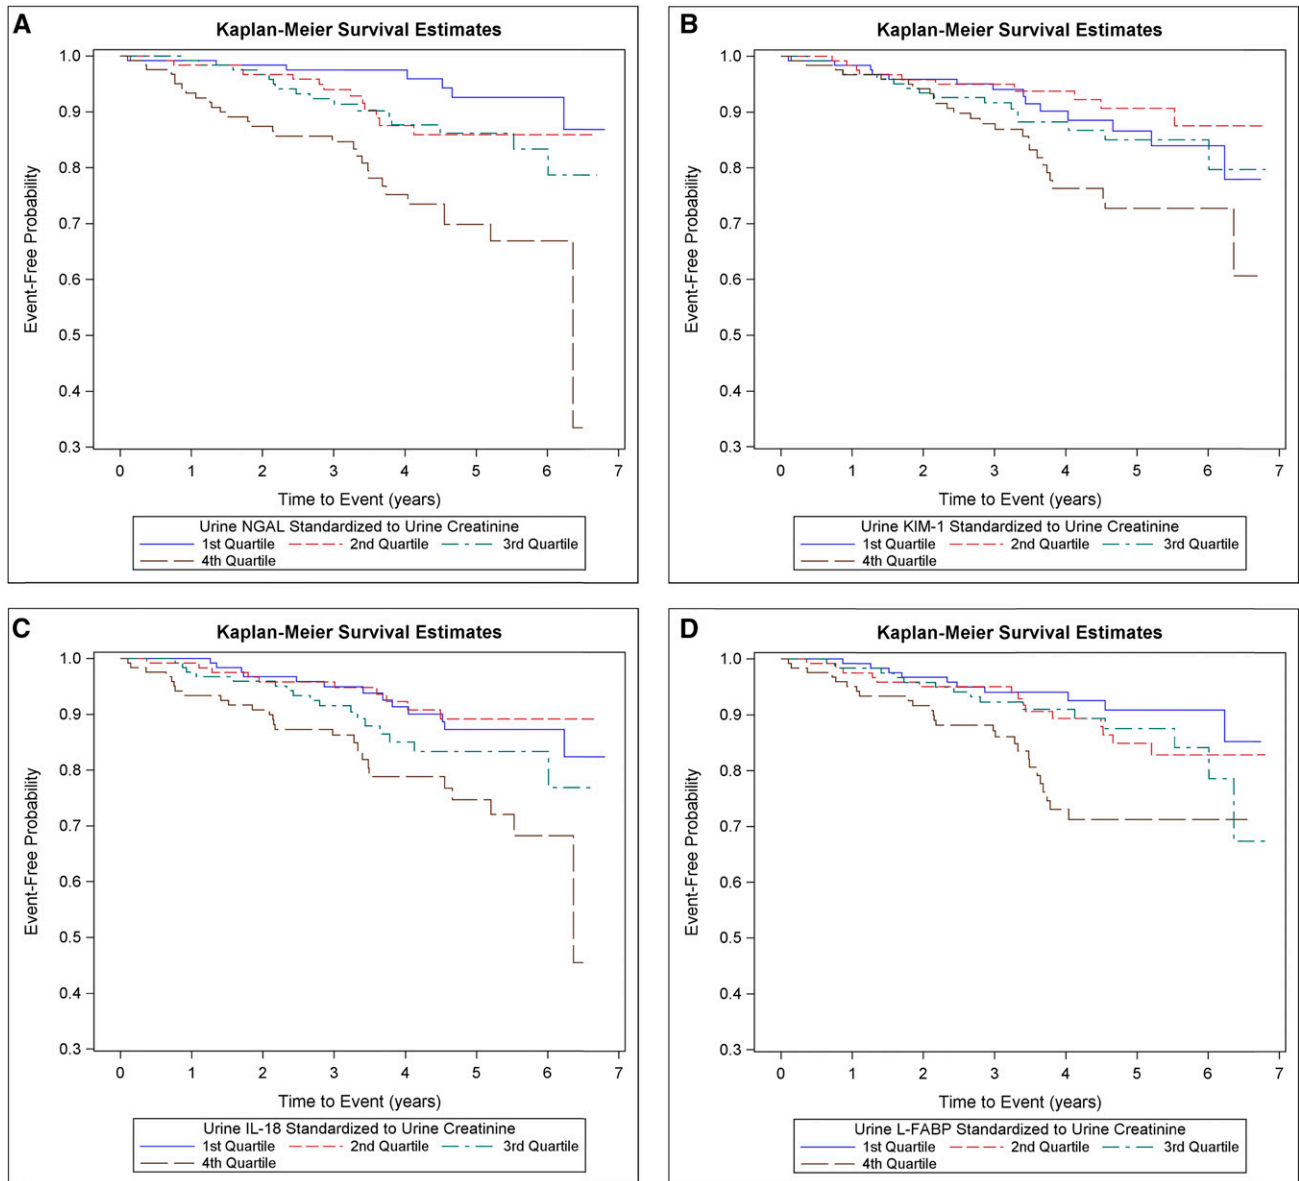 A
Kaplan-Meier Survival Estimates
1.0
0.9
0.8
0.7
0.6
0.5
0.4
0.3
Event-Free Probability
0 1 2 3 4 5 6 7
Time to Event (years)
Urine NGAL Standardized to Urine Creatinine
1st Quartile 2nd Quartile 3rd Quartile
4th Quartile
B
Kaplan-Meier Survival Estimates
1.0
0.9
0.8
0.7
0.6
0.5
0.4
0.3
Event-Free Probability
0 1 2 3 4 5 6 7
Time to Event (years)
Urine KIM-1 Standardized to Urine Creatinine
1st Quartile 2nd Quartile 3rd Quartile
4th Quartile
C
Kaplan-Meier Survival Estimates
1.0
0.9
0.8
0.7
0.6
0.5
0.4
0.3
Event-Free Probability
0 1 2 3 4 5 6 7
Time to Event (years)
Urine IL-18 Standardized to Urine Creatinine
1st Quartile 2nd Quartile 3rd Quartile
4th Quartile
D
Kaplan-Meier Survival Estimates
1.0
0.9
0.8
0.7
0.6
0.5
0.4
0.3
Event-Free Probability
0 1 2 3 4 5 6 7
Time to Event (years)
Urine L-FABP Standardized to Urine Creatinine
1st Quartile 2nd Quartile 3rd Quartile
4th Quartile